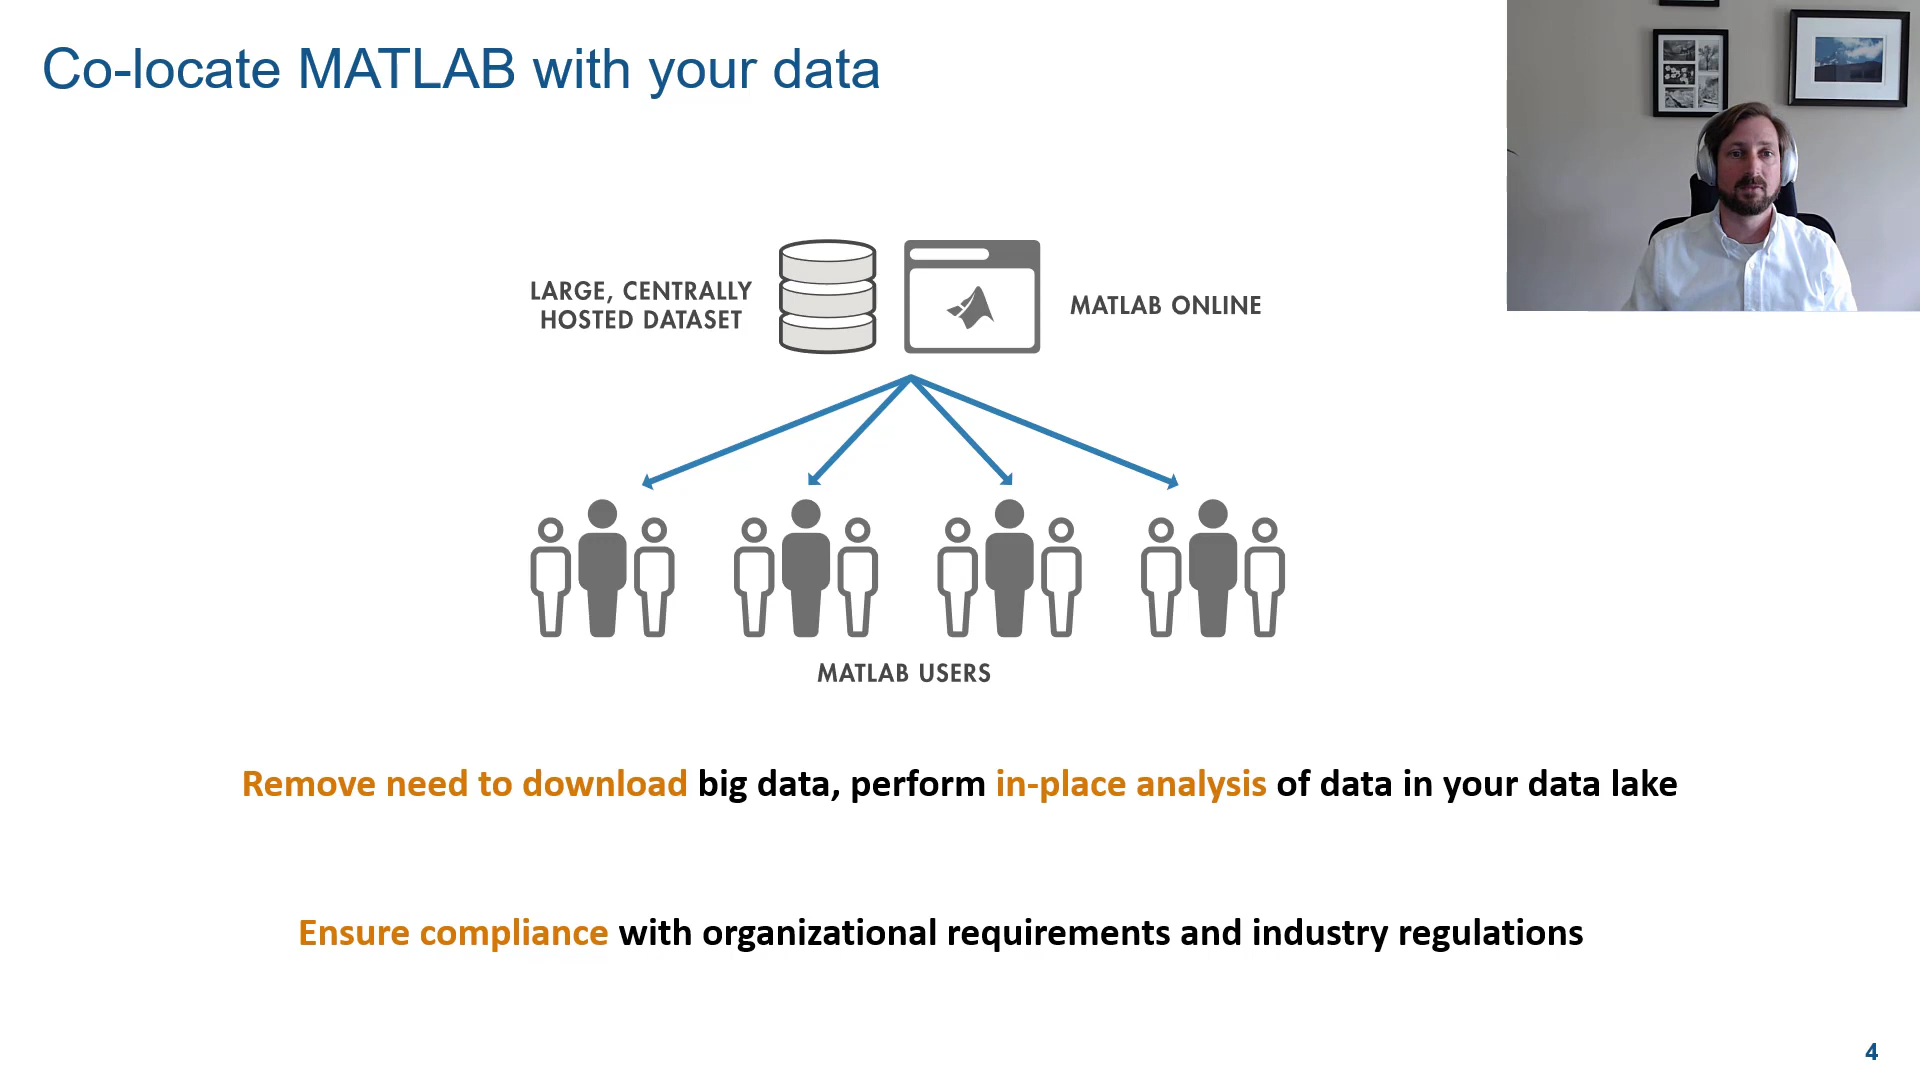 Co-locate MATLAB with your data
LARGE, CENTRALLY
HOSTED DATASET
MATLAB ONLINE
MATLAB USERS
Remove need to download big data, perform in-place analysis of data in your data lake
Ensure compliance with organizational requirements and industry regulations
4